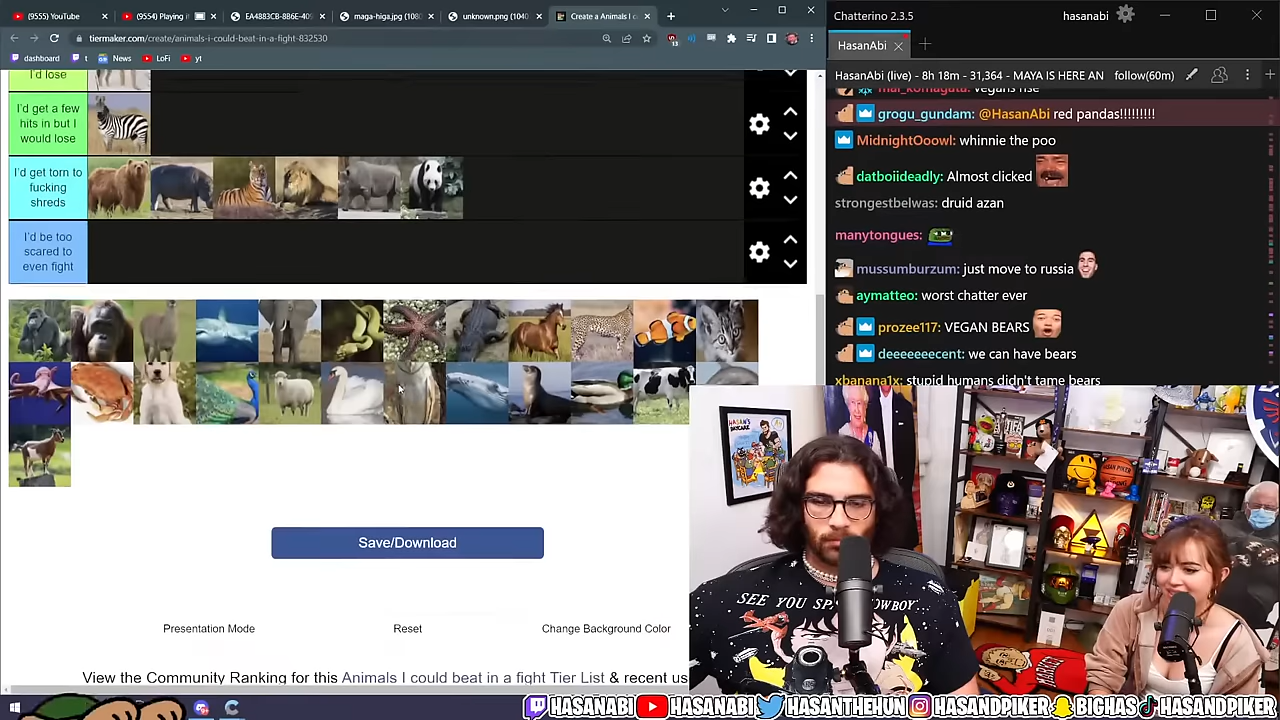 (9555) YouTube
(9554) Playing i
EA4883CB-886E-409
maga-higa.jpg (108
unknown.png (1040
Create a Animals I c
tiermaker.com/create/animals-i-could-beat-in-a-fight-832530
dashboard
t
News
LoFi
yt
I'd lose
I'd get a few
hits in but I
would lose
I'd get torn to
fucking
shreds
I'd be too
scared to
even fight
Save/Download
Presentation Mode
Reset
Change Background Color
View the Community Ranking for this Animals I could beat in a fight Tier List & recent us
Chatterino 2.3.5
hasanabi
HasanAbi
HasanAbi (live) - 8h 18m - 31,364 - MAYA IS HERE AN
follow(60m)
mal_komagata: vegans rise
grogu_gundam: @HasanAbi red pandas!!!!!!!!!
MidnightOoowl: whinnie the poo
datboiideadly: Almost clicked
strongestbelwas: druid azan
manytongues:
mussumburzum: just move to russia
aymatteo: worst chatter ever
prozee117: VEGAN BEARS
deeeeeeecent: we can have bears
xbanana1x: stupid humans didn't tame bears
SEE YOU SP
OWBOY...
HASANABI
HASANABI
HASANTHEHUN
HASANDPIKER
BIGHAS
HASANDPIKER